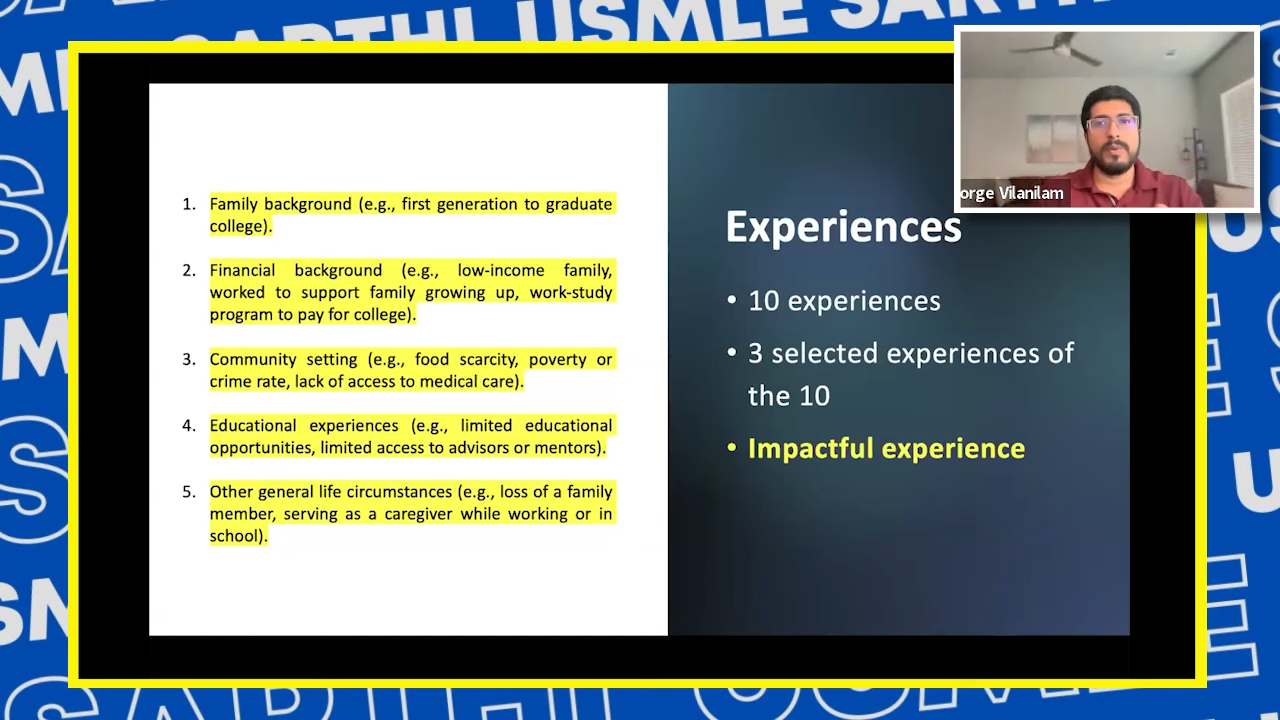 SARTHI USMLE SARTHI
1. Family background (e.g., first generation to graduate
college).
2. Financial background (e.g., low-income family,
worked to support family growing up, work-study
program to pay for college).
3. Community setting (e.g., food scarcity, poverty or
crime rate, lack of access to medical care).
4. Educational experiences (e.g., limited educational
opportunities, limited access to advisors or mentors).
5. Other general life circumstances (e.g., loss of a family
member, serving as a caregiver while working or in
school).
orge Vilanilam
Experiences
• 10 experiences
• 3 selected experiences of
the 10
• Impactful experience